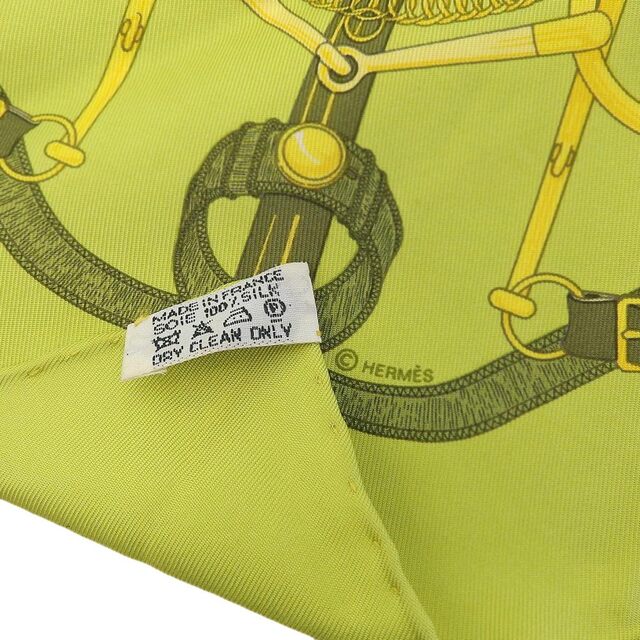 MADE IN FRANCE
SOIE 100% SILK
P
DRY CLEAN ONLY
© HERMÈS